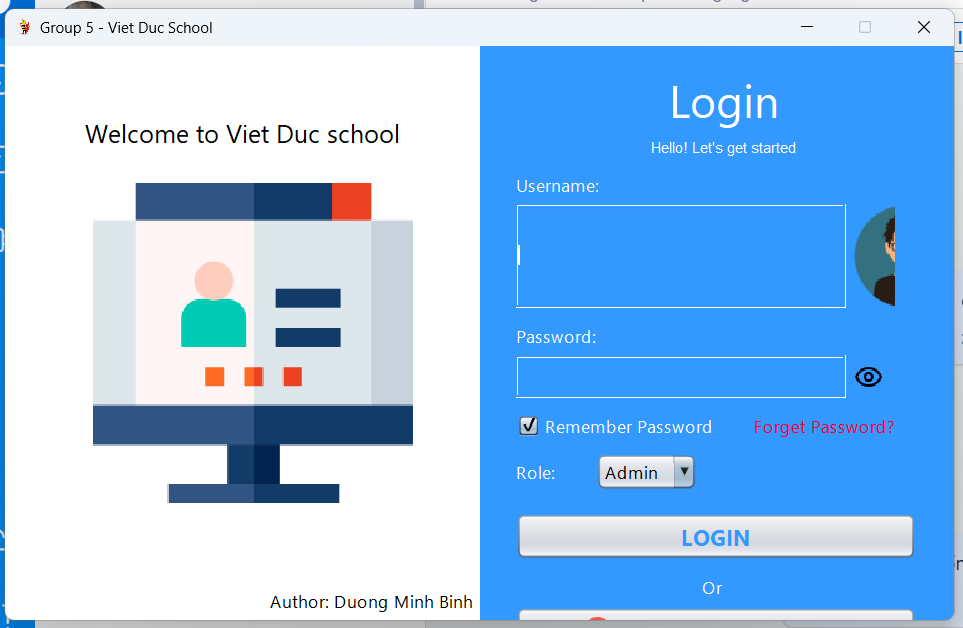 Group 5 - Viet Duc School
Welcome to Viet Duc school
Author: Duong Minh Binh
Login
Hello! Let's get started
Username:
Password:
Remember Password
Forget Password?
Role:
Admin
LOGIN
Or